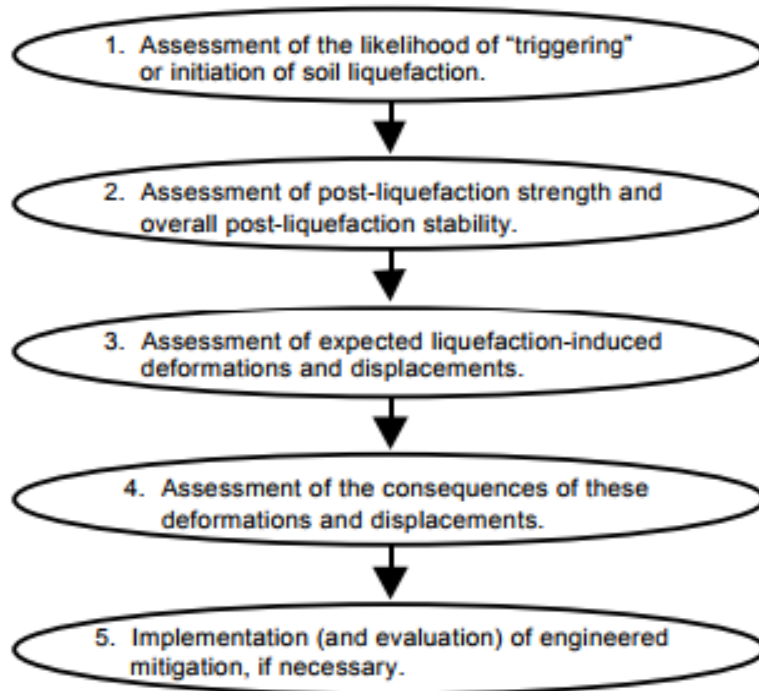 1. Assessment of the likelihood of “triggering”
or initiation of soil liquefaction.
2. Assessment of post-liquefaction strength and
overall post-liquefaction stability.
3. Assessment of expected liquefaction-induced
deformations and displacements.
4. Assessment of the consequences of these
deformations and displacements.
5. Implementation (and evaluation) of engineered
mitigation, if necessary.